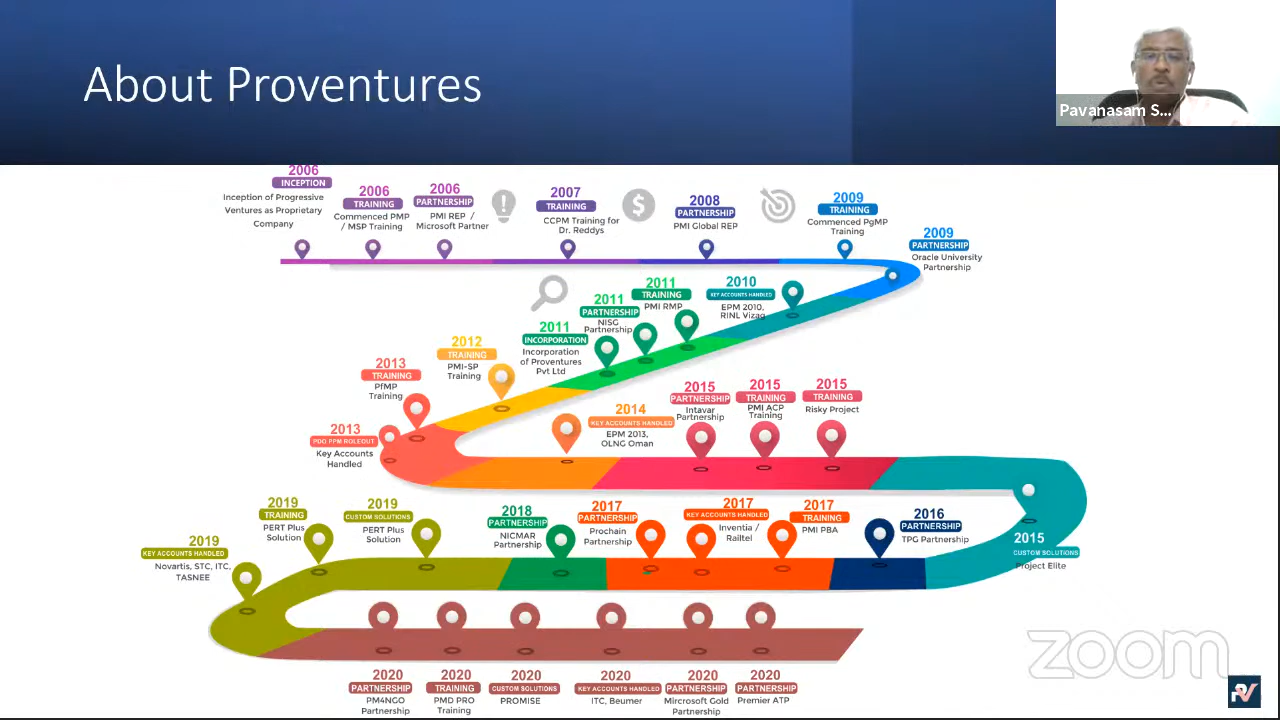 About Proventures
Pavanasam S...
2006
INCEPTION
Inception of Progressive
Ventures as Proprietary
Company
2006
TRAINING
Commenced PMP
/ MSP Training
2006
PARTNERSHIP
PMI REP /
Microsoft Partner
2007
TRAINING
CCPM Training for
Dr. Reddys
2008
PARTNERSHIP
PMI Global REP
2009
TRAINING
Commenced PgMP
Training
2009
PARTNERSHIP
Oracle University
Partnership
2010
KEY ACCOUNTS HANDLED
EPM 2010,
RINL Vizag
2011
TRAINING
PMI RMP
2011
PARTNERSHIP
NISG
Partnership
2011
INCORPORATION
Incorporation
of Proventures
Pvt Ltd
2012
TRAINING
PMI-SP
Training
2013
TRAINING
PfMP
Training
2013
PDO PPM ROLEOUT
Key Accounts
Handled
2014
KEY ACCOUNTS HANDLED
EPM 2013,
OLNG Oman
2015
PARTNERSHIP
Intavar
Partnership
2015
TRAINING
PMI ACP
Training
2015
TRAINING
Risky Project
2015
CUSTOM SOLUTIONS
Project Elite
2016
PARTNERSHIP
TPG Partnership
2017
TRAINING
PMI PBA
2017
KEY ACCOUNTS HANDLED
Inventia /
Railtel
2017
PARTNERSHIP
Prochain
Partnership
2018
PARTNERSHIP
NICMAR
Partnership
2019
CUSTOM SOLUTIONS
PERT Plus
Solution
2019
TRAINING
PERT Plus
Solution
2019
KEY ACCOUNTS HANDLED
Novartis, STC, ITC,
TASNEE
2020
PARTNERSHIP
PM4NGO
Partnership
2020
TRAINING
PMD PRO
Training
2020
CUSTOM SOLUTIONS
PROMISE
2020
KEY ACCOUNTS HANDLED
ITC, Beumer
2020
PARTNERSHIP
Mircrosoft Gold
Partnership
2020
PARTNERSHIP
Premier ATP
zoom
PV